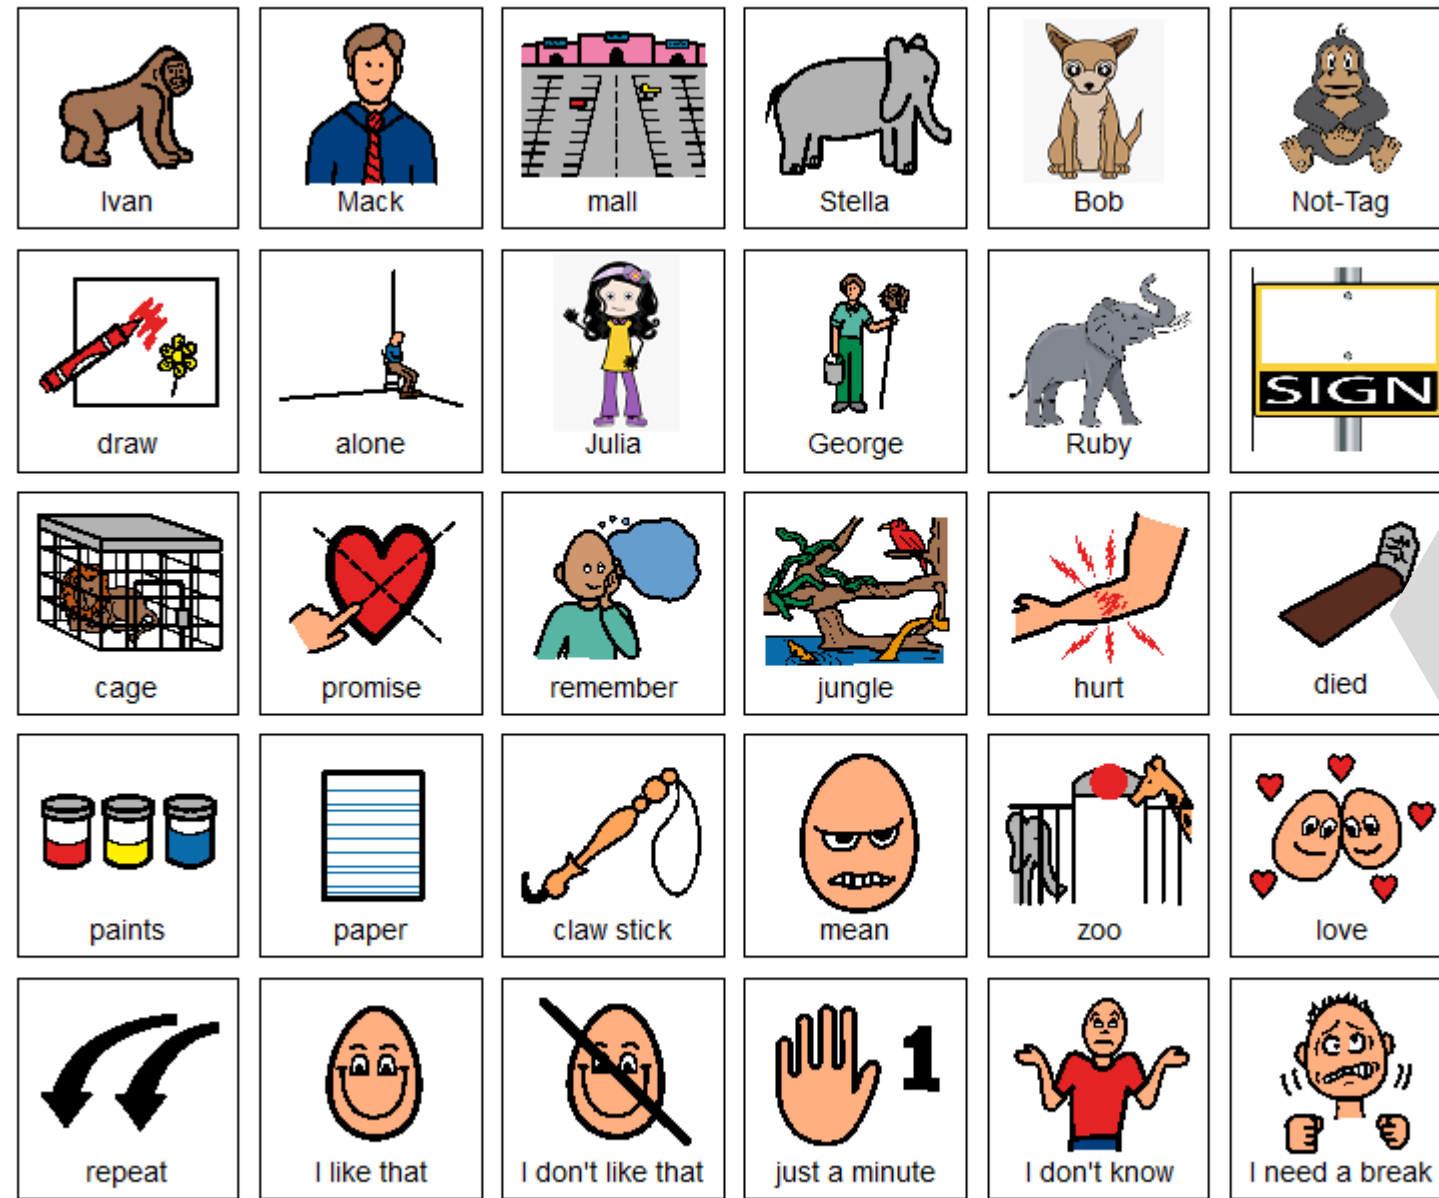 Ivan
Mack
mall
Stella
Bob
Not-Tag
draw
alone
Julia
George
Ruby
SIGN
cage
promise
remember
jungle
hurt
died
paints
paper
claw stick
mean
zoo
love
repeat
I like that
I don't like that
1
just a minute
I don't know
I need a break